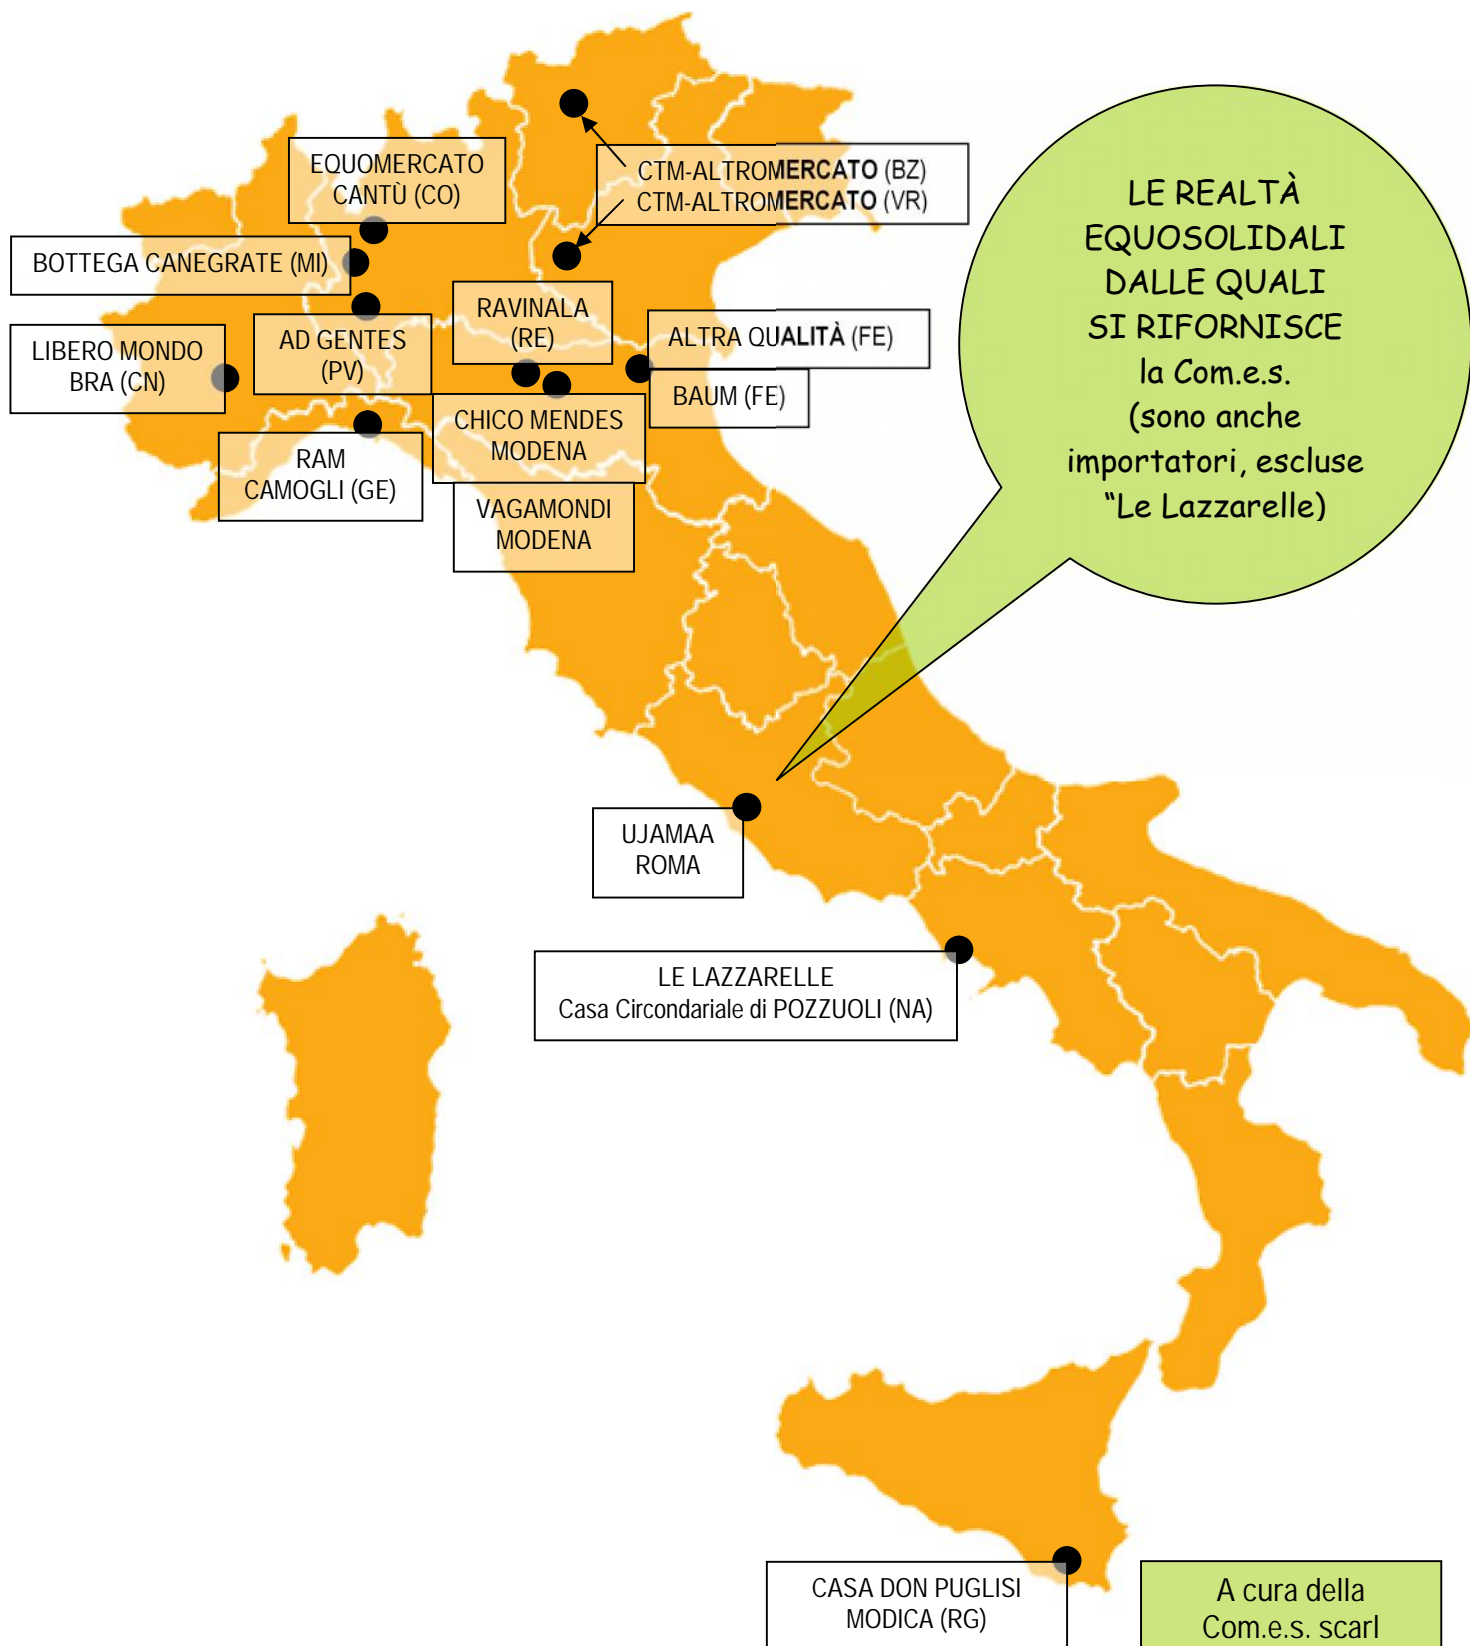 EQUOMERCATO
CANTÙ (CO)
CTM-ALTROMERCATO (BZ)
CTM-ALTROMERCATO (VR)
BOTTEGA CANEGRATE (MI)
LIBERO MONDO
BRA (CN)
AD GENTES
(PV)
RAVINALA
(RE)
ALTRA QUALITÀ (FE)
BAUM (FE)
CHICO MENDES
MODENA
RAM
CAMOGLI (GE)
VAGAMONDI
MODENA
LE REALTÀ
EQUOSOLIDALI
DALLE QUALI
SI RIFORNISCE
la Com.e.s.
(sono anche
importatori, escluse
“Le Lazzarelle)
UJAMAA
ROMA
LE LAZZARELLE
Casa Circondariale di POZZUOLI (NA)
CASA DON PUGLISI
MODICA (RG)
A cura della
Com.e.s. scarl